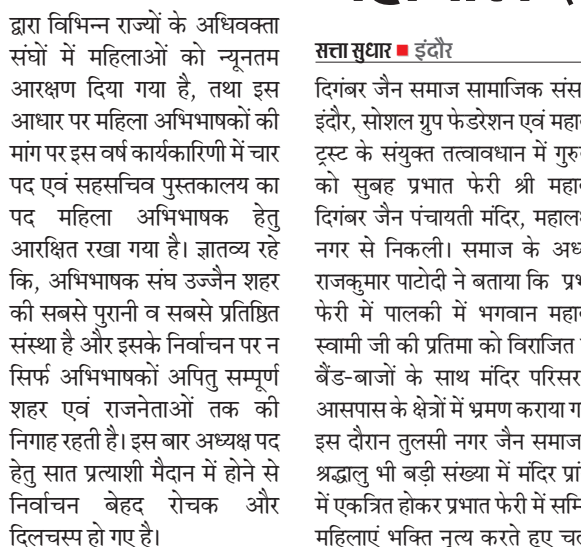 द्वारा विभिन्न राज्यों के अधिवक्ता
संघों में महिलाओं को न्यूनतम
आरक्षण दिया गया है, तथा इस
आधार पर महिला अभिभाषकों की
मांग पर इस वर्ष कार्यकारिणी में चार
पद एवं सहसचिव पुस्तकालय का
पद महिला अभिभाषक हेतु
आरक्षित रखा गया है। ज्ञातव्य रहे
कि, अभिभाषक संघ उज्जैन शहर
की सबसे पुरानी व सबसे प्रतिष्ठित
संस्था है और इसके निर्वाचन पर न
सिर्फ अभिभाषकों अपितु सम्पूर्ण
शहर एवं राजनेताओं तक की
निगाह रहती है। इस बार अध्यक्ष पद
हेतु सात प्रत्याशी मैदान में होने से
निर्वाचन बेहद रोचक और
दिलचस्प हो गए है।
सत्ता सुधार ■ इंदौर
दिगंबर जैन समाज सामाजिक
इंदौर, सोशल ग्रुप फेडरेशन एवं
ट्रस्ट के संयुक्त तत्वावधान में
को सुबह प्रभात फेरी श्री
दिगंबर जैन पंचायती मंदिर,
नगर से निकली। समाज के
राजकुमार पाटोदी ने बताया कि
फेरी में पालकी में भगवान
स्वामी जी की प्रतिमा को विराजित
बैंड-बाजों के साथ मंदिर परिसर
आसपास के क्षेत्रों में भ्रमण कराया
इस दौरान तुलसी नगर जैन समाज
श्रद्धालु भी बड़ी संख्या में मंदिर
में एकत्रित होकर प्रभात फेरी में
महिलाएं भक्ति नृत्य करते हुए